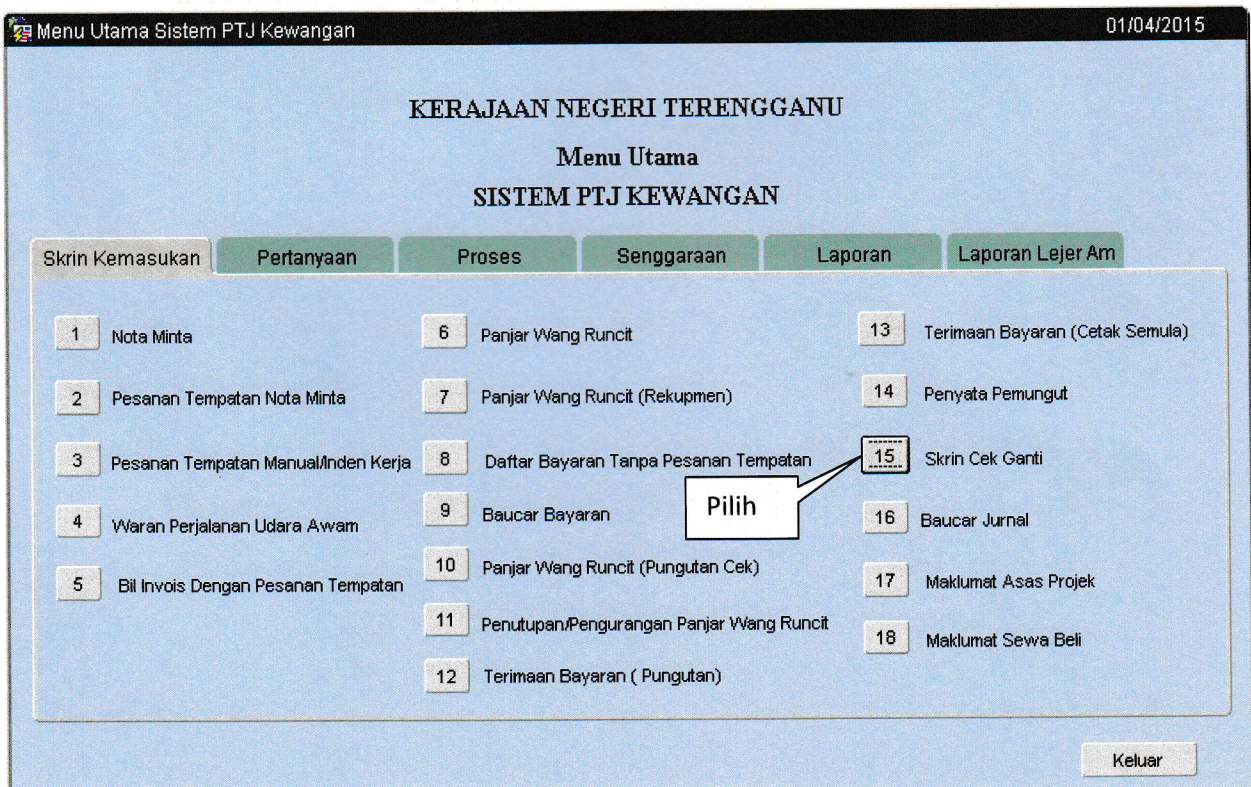 Menu Utama Sistem PTJ Kewangan 01/04/2015
KERAJAAN NEGERI TERENGGANU
Menu Utama
SISTEM PTJ KEWANGAN
Skrin Kemasukan Pertanyaan Proses Senggaraan Laporan Laporan Lejer Am
1 Nota Minta
2 Pesanan Tempatan Nota Minta
3 Pesanan Tempatan Manual/Inden Kerja
4 Waran Perjalanan Udara Awam
5 Bil Invois Dengan Pesanan Tempatan
6 Panjar Wang Runcit
7 Panjar Wang Runcit (Rekupmen)
8 Daftar Bayaran Tanpa Pesanan Tempatan
9 Baucar Bayaran
10 Panjar Wang Runcit (Pungutan Cek)
11 Penutupan/Pengurangan Panjar Wang Runcit
12 Terimaan Bayaran ( Pungutan)
13 Terimaan Bayaran (Cetak Semula)
14 Penyata Pemungut
15 Skrin Cek Ganti
Pilih
16 Baucar Jurnal
17 Maklumat Asas Projek
18 Maklumat Sewa Beli
Keluar